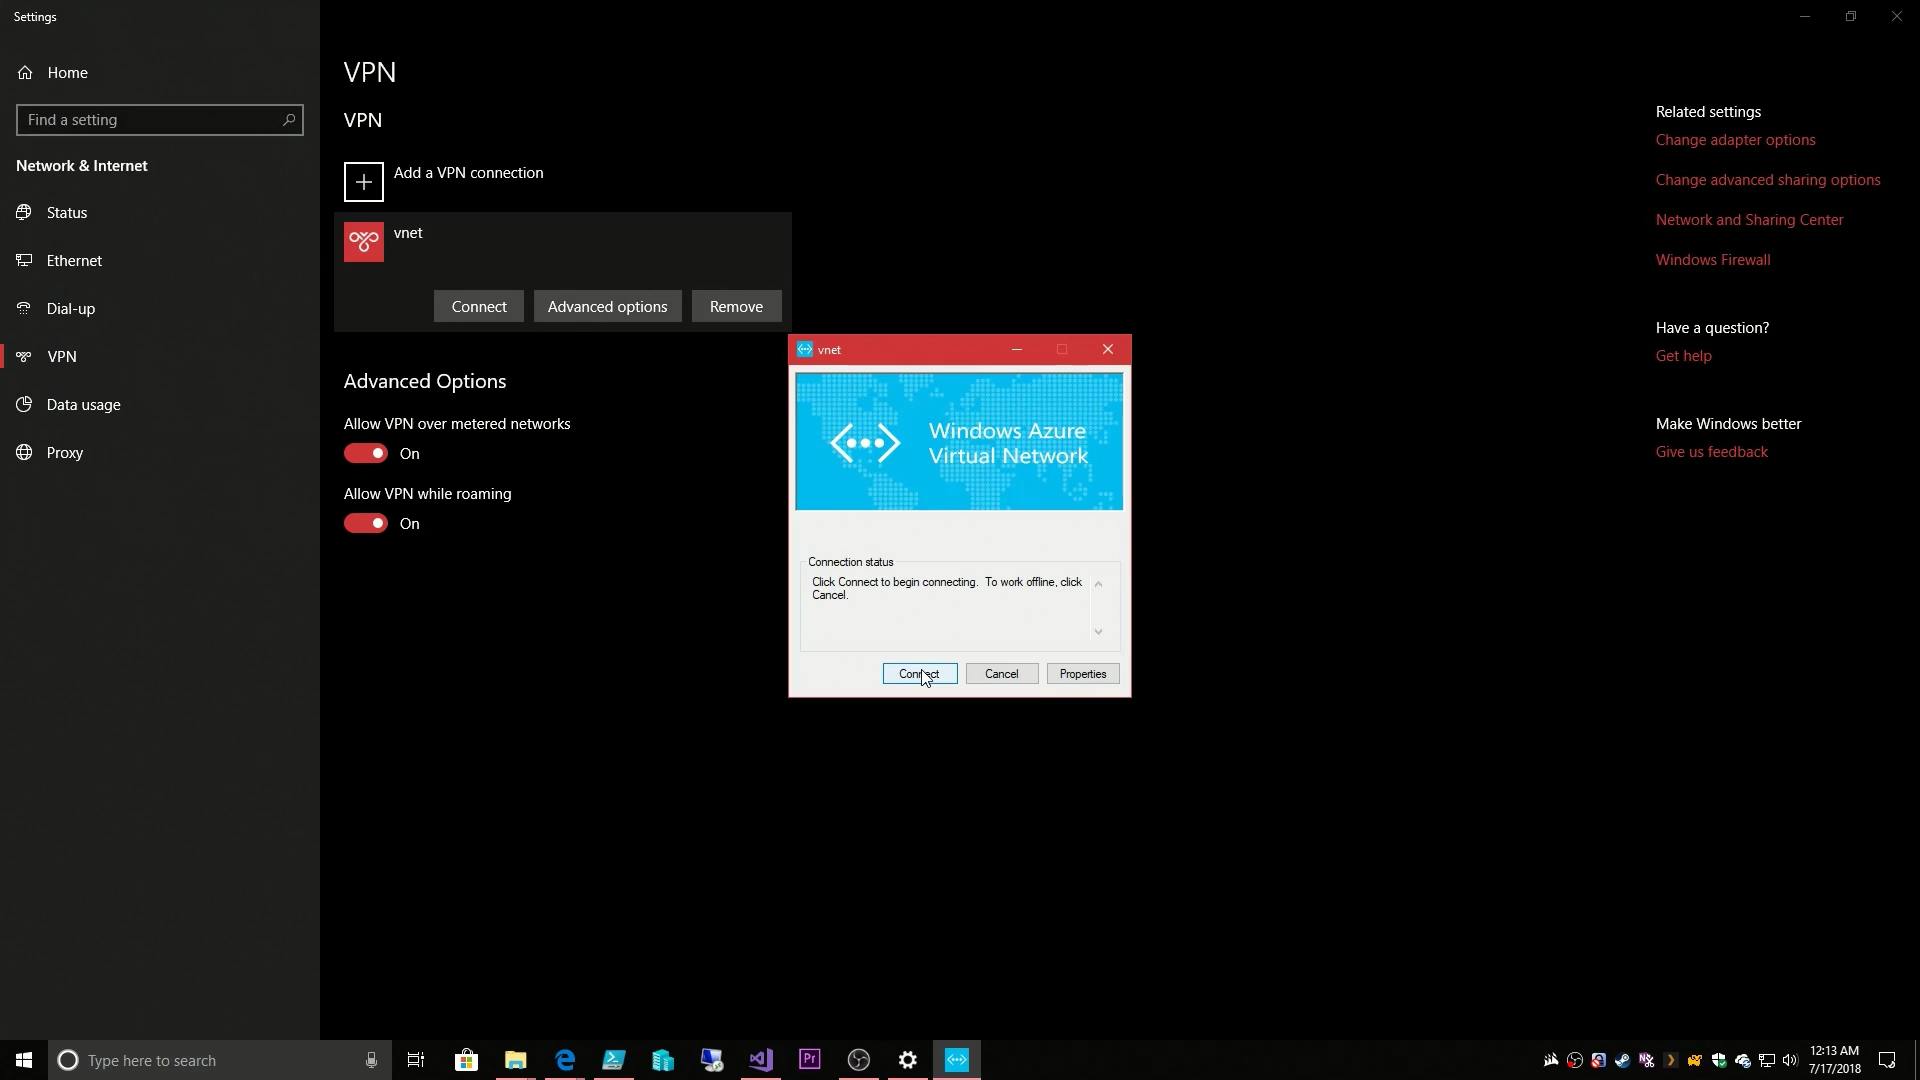 Settings
Home
Find a setting
Network & Internet
Status
Ethernet
Dial-up
VPN
Data usage
Proxy
VPN
VPN
Add a VPN connection
vnet
Connect
Advanced options
Remove
Advanced Options
Allow VPN over metered networks
On
Allow VPN while roaming
On
Related settings
Change adapter options
Change advanced sharing options
Network and Sharing Center
Windows Firewall
Have a question?
Get help
Make Windows better
Give us feedback
vnet
Windows Azure
Virtual Network
Connection status
Click Connect to begin connecting. To work offline, click
Cancel.
Connect
Cancel
Properties
Type here to search
Pr
12:13 AM
7/17/2018